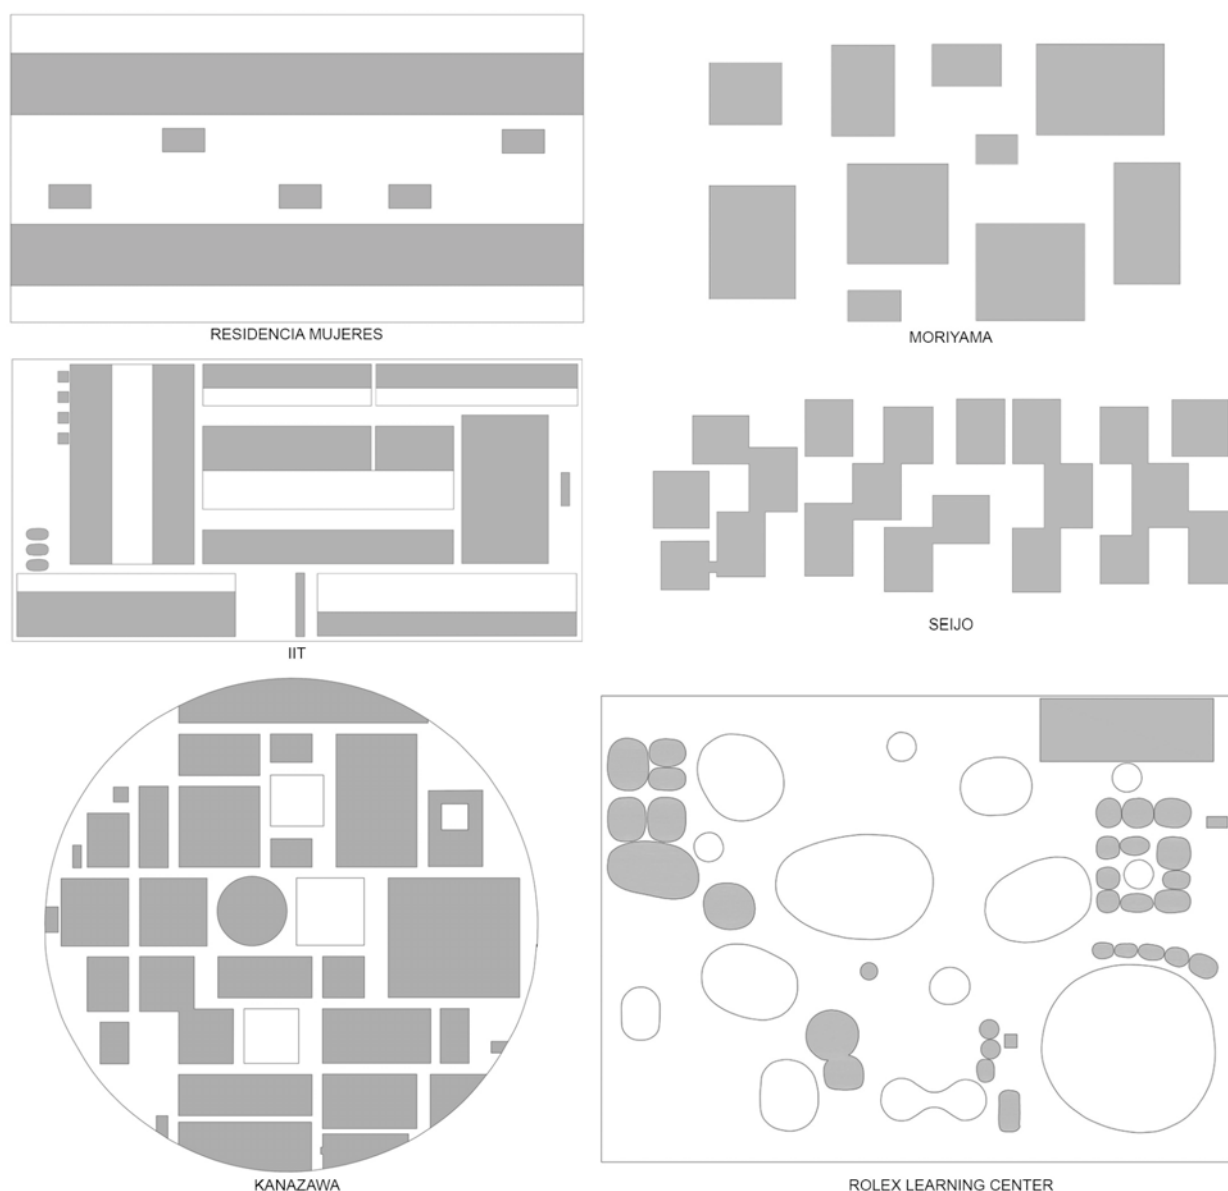 RESIDENCIA MUJERES
MORIYAMA
IIT
SEIJO
KANAZAWA
ROLEX LEARNING CENTER